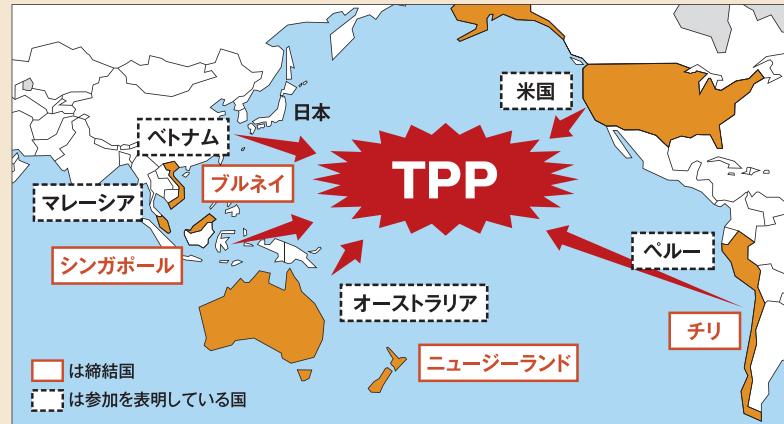 米国
日本
ベトナム
TPP
ブルネイ
マレーシア
ペルー
シンガポール
オーストラリア
チリ
ニュージーランド
は締結国
は参加を表明している国